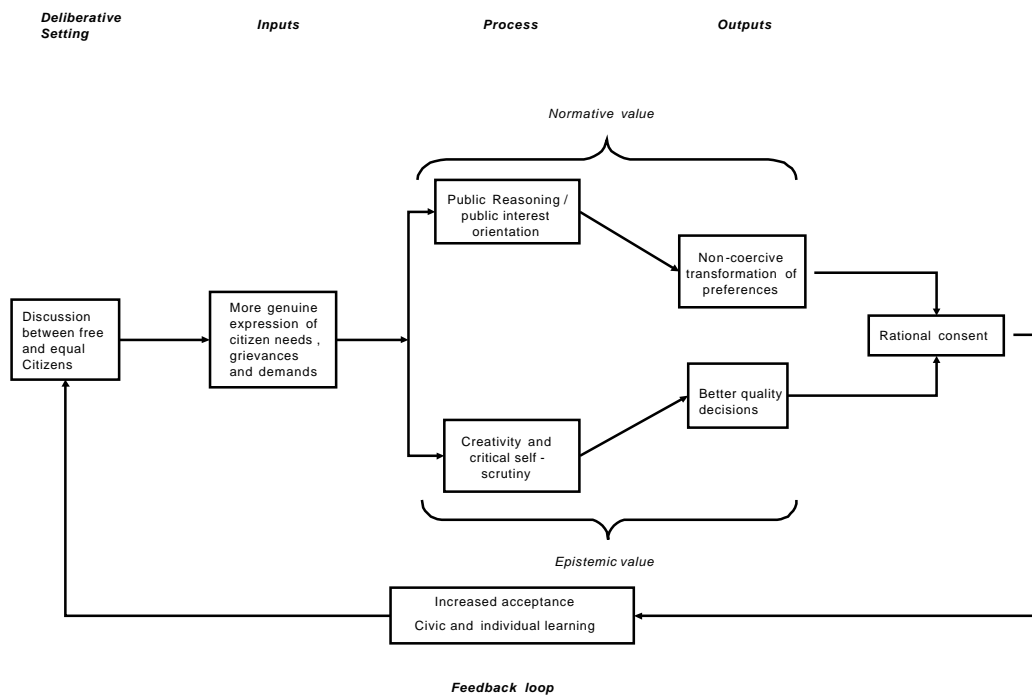 Deliberative
Setting
Inputs
Process
Outputs
Normative value
Public Reasoning /
public interest
orientation
Non-coercive
transformation of
preferences
More genuine
expression of
citizen needs ,
grievances
and demands
Discussion
between free
and equal
Citizens
Rational consent
Better quality
decisions
Creativity and
critical self -
scrutiny
Epistemic value
Increased acceptance
Civic and individual learning
Feedback loop